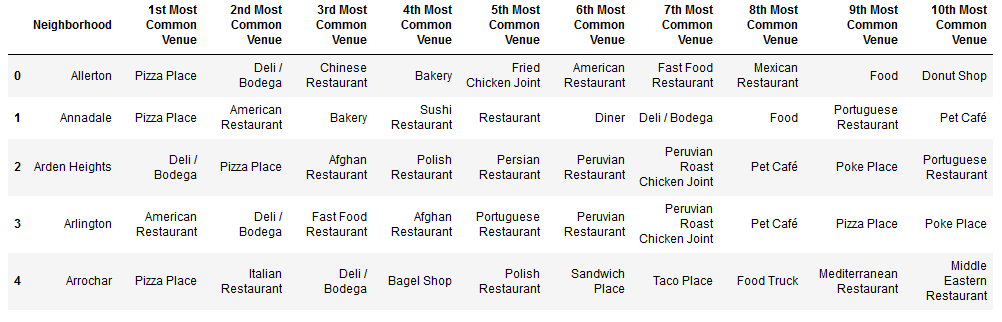 Neighborhood 1st Most Common Venue 2nd Most Common Venue 3rd Most Common Venue 4th Most Common Venue 5th Most Common Venue 6th Most Common Venue 7th Most Common Venue 8th Most Common Venue 9th Most Common Venue 10th Most Common Venue
0 Allerton Pizza Place Deli / Bodega Chinese Restaurant Bakery Fried Chicken Joint American Restaurant Fast Food Restaurant Mexican Restaurant Food Donut Shop
1 Annadale Pizza Place American Restaurant Bakery Sushi Restaurant Restaurant Diner Deli / Bodega Food Portuguese Restaurant Pet Café
2 Arden Heights Deli / Bodega Pizza Place Afghan Restaurant Polish Restaurant Persian Restaurant Peruvian Restaurant Peruvian Roast Chicken Joint Pet Café Poke Place Portuguese Restaurant
3 Arlington American Restaurant Deli / Bodega Fast Food Restaurant Afghan Restaurant Portuguese Restaurant Peruvian Restaurant Peruvian Roast Chicken Joint Pet Café Pizza Place Poke Place
4 Arrochar Pizza Place Italian Restaurant Deli / Bodega Bagel Shop Polish Restaurant Sandwich Place Taco Place Food Truck Mediterranean Restaurant Middle Eastern Restaurant